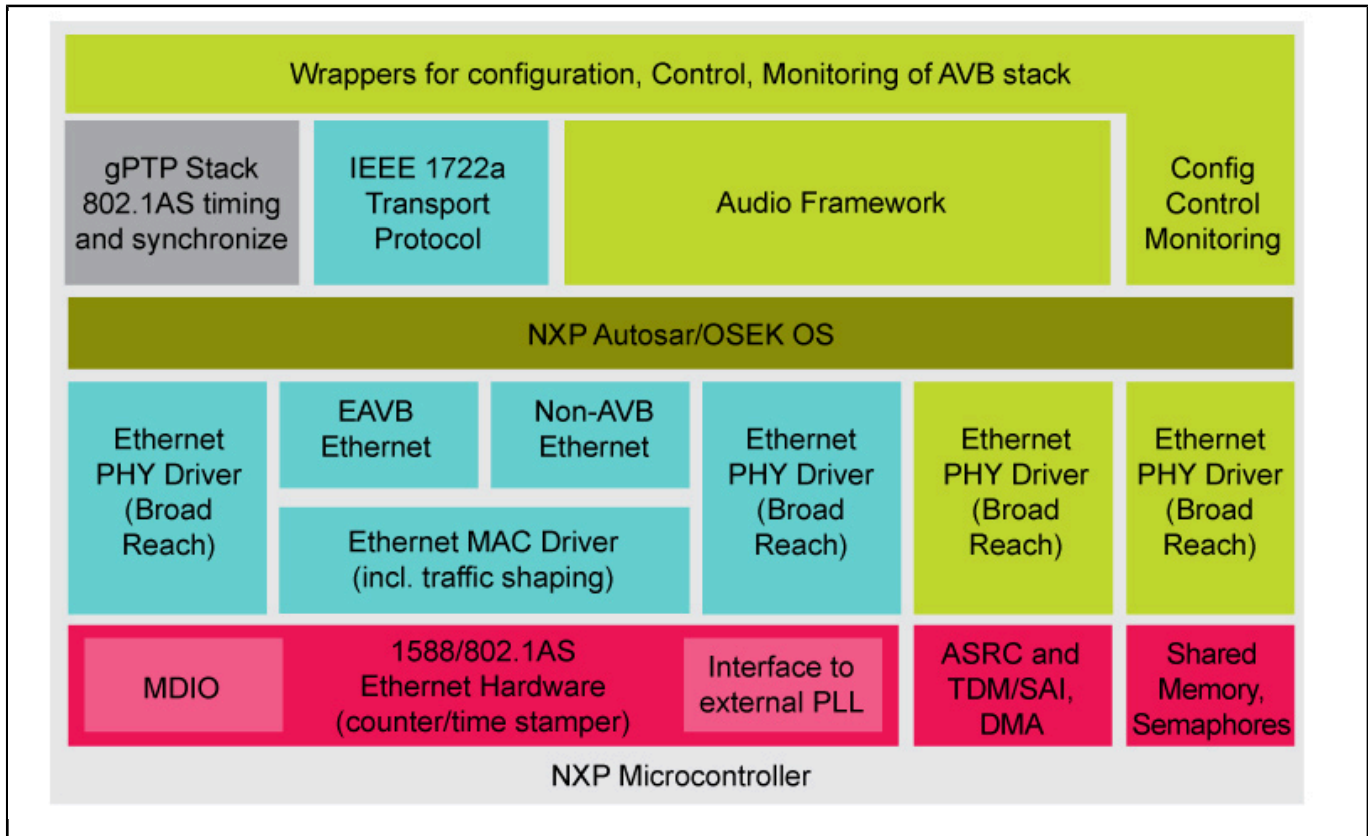 Wrappers for configuration, Control, Monitoring of AVB stack
gPTP Stack
802.1AS timing
and synchronize
IEEE 1722a
Transport
Protocol
Audio Framework
Config
Control
Monitoring
NXP Autosar/OSEK OS
Ethernet
PHY Driver
(Broad
Reach)
EAVB
Ethernet
Non-AVB
Ethernet
Ethernet MAC Driver
(incl. traffic shaping)
Ethernet
PHY Driver
(Broad
Reach)
Ethernet
PHY Driver
(Broad
Reach)
Ethernet
PHY Driver
(Broad
Reach)
MDIO
1588/802.1AS
Ethernet Hardware
(counter/time stamper)
Interface to
external PLL
ASRC and
TDM/SAI,
DMA
Shared
Memory,
Semaphores
NXP Microcontroller